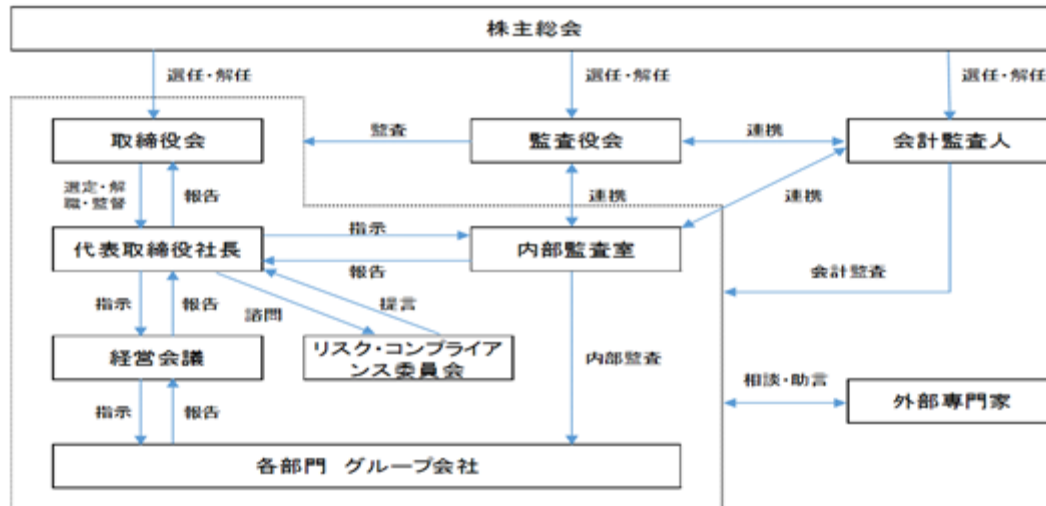 株主総会
選任・解任
選任・解任
選任・解任
取締役会
監査
監査役会
連携
会計監査人
選定・解
職・監督
報告
連携
連携
代表取締役社長
指示
報告
内部監査室
会計監査
指示
報告
諮問
提言
経営会議
リスク・コンプライア
ンス委員会
内部監査
相談・助言
外部専門家
指示
報告
各部門 グループ会社